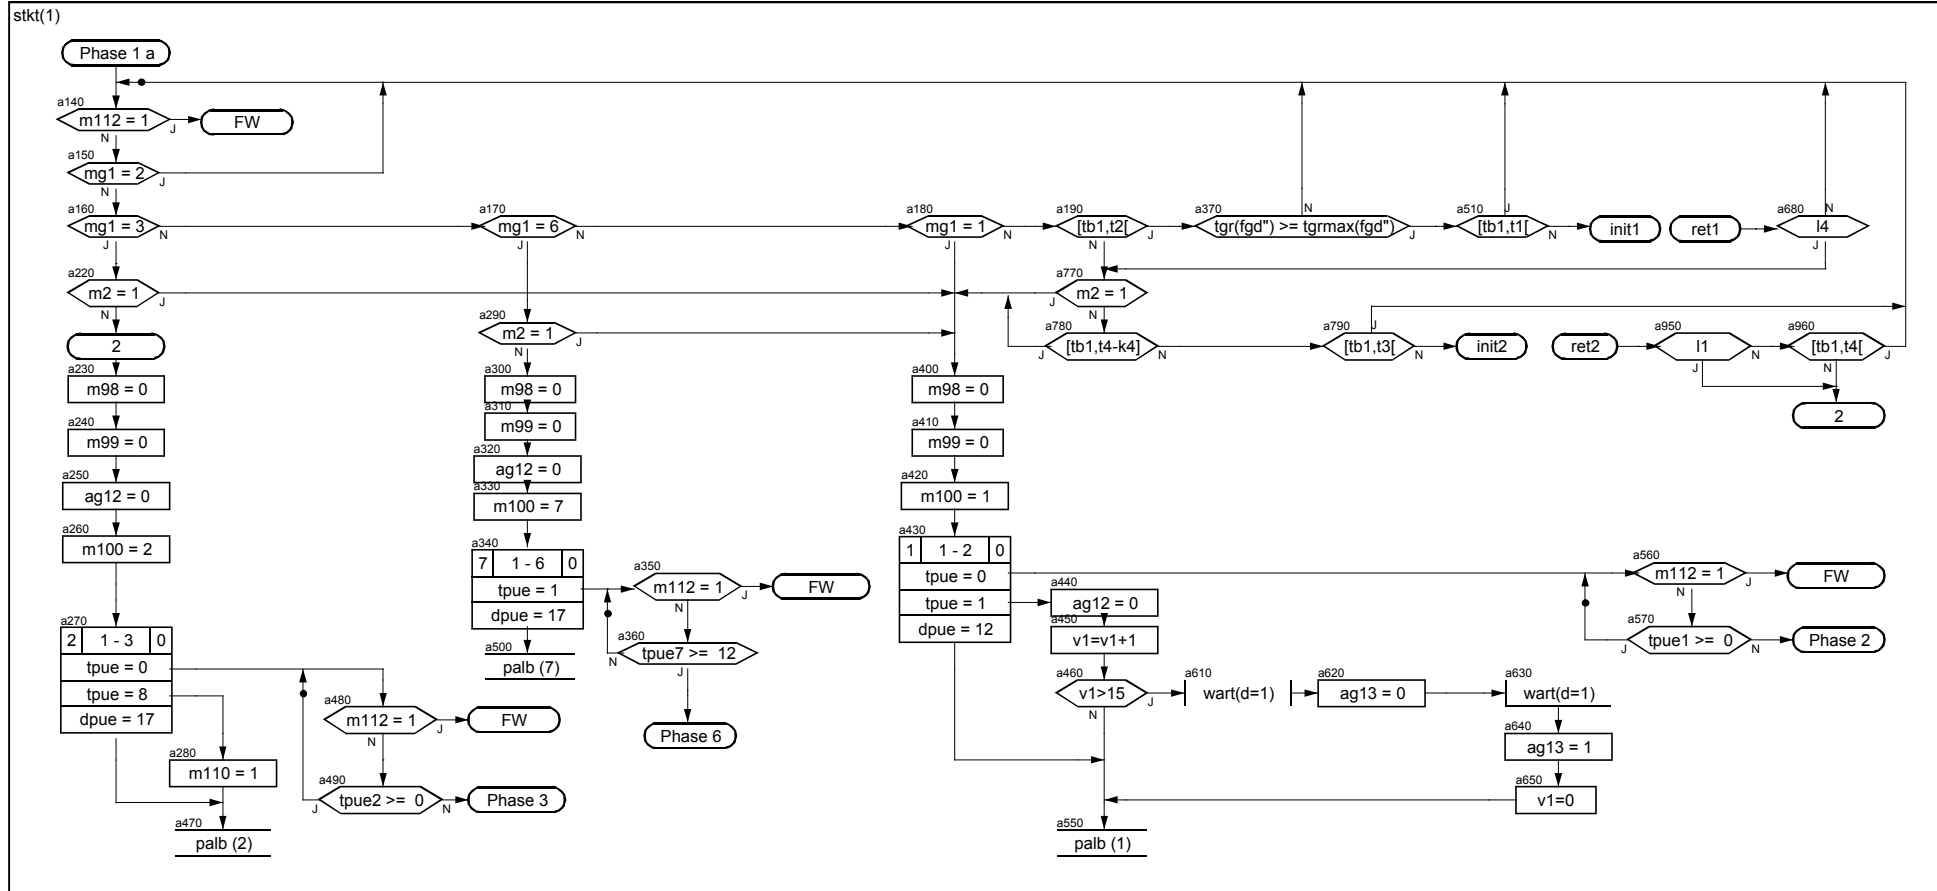 stkt(1)
Phase 1 a
a140
m112 = 1
J
N
FW
a150
mg1 = 2
J
N
a160
mg1 = 3
N
J
a170
mg1 = 6
N
J
a180
mg1 = 1
N
J
a190
[tb1,t2[
J
N
a370
tgr(fgd") >= tgrmax(fgd")
N
J
a510
[tb1,t1[
J
N
init1
ret1
a680
l4
N
J
a220
m2 = 1
J
N
a770
m2 = 1
J
N
a290
m2 = 1
J
N
2
a780
[tb1,t4-k4]
J
N
a790
[tb1,t3[
J
N
init2
ret2
a950
l1
N
J
a960
[tb1,t4[
J
N
2
a230
m98 = 0
a240
m99 = 0
a250
ag12 = 0
a260
m100 = 2
a270
2
1 - 3
0
tpue = 0
tpue = 8
dpue = 17
a280
m110 = 1
a470
palb (2)
a480
m112 = 1
J
N
FW
a490
tpue2 >= 0
J
N
Phase 3
a300
m98 = 0
a310
m99 = 0
a320
ag12 = 0
a330
m100 = 7
a340
7
1 - 6
0
tpue = 1
dpue = 17
a500
palb (7)
a350
m112 = 1
J
N
FW
a360
tpue7 >= 12
N
J
Phase 6
a400
m98 = 0
a410
m99 = 0
a420
m100 = 1
a430
1
1 - 2
0
tpue = 0
tpue = 1
dpue = 12
a440
ag12 = 0
a450
v1=v1+1
a460
v1>15
J
N
a610
wart(d=1)
a620
ag13 = 0
a630
wart(d=1)
a640
ag13 = 1
a650
v1=0
a550
palb (1)
a560
m112 = 1
J
N
FW
a570
tpue1 >= 0
J
N
Phase 2